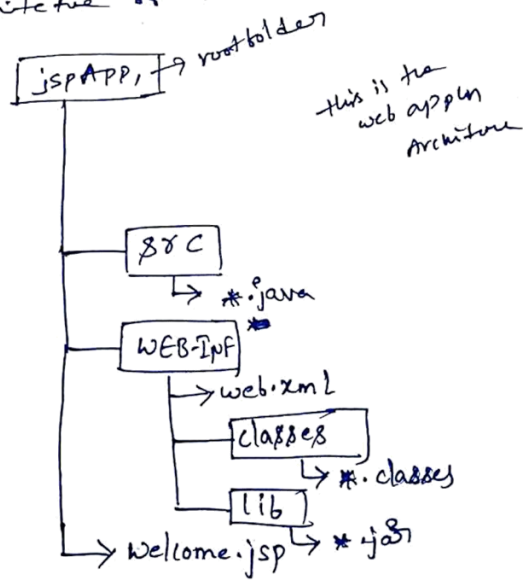 jspApp, → rootfolder
this is the
web appln
src
*.java
WEB-INF
web.xml
classes
*.classes
lib
welcome.jsp
*.jar